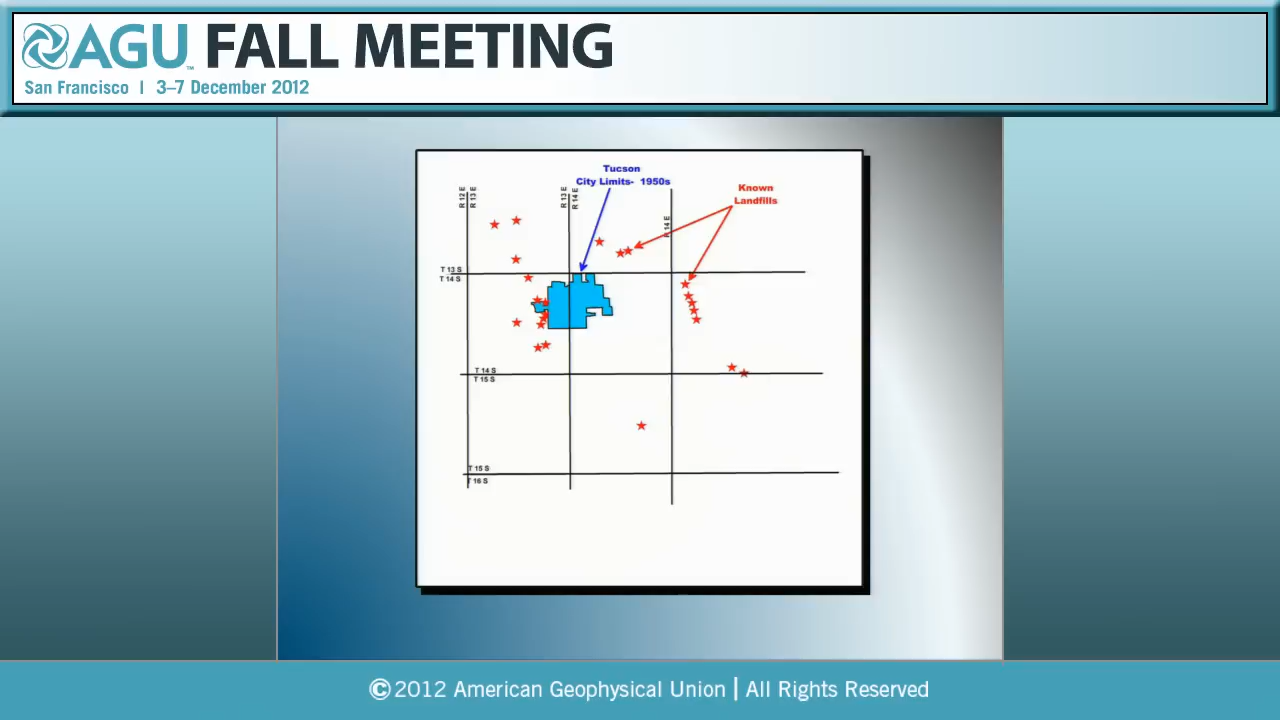 AGU™ FALL MEETING
San Francisco | 3–7 December 2012
Tucson
City Limits- 1950s
Known
Landfills
R 12 E
R 13 E
R 13 E
R 14 E
R 14 E
T 13 S
T 14 S
T 14 S
T 15 S
T 15 S
T 16 S
©2012 American Geophysical Union | All Rights Reserved